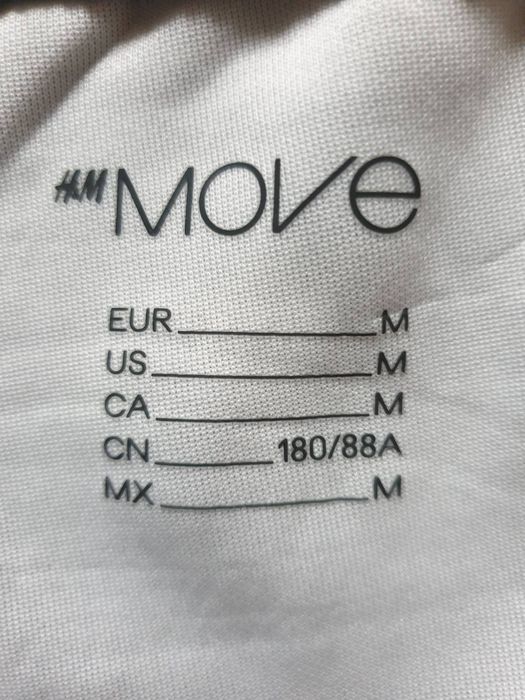 H&M MOVE
EUR M
US M
CA M
CN 180/88A
MX M